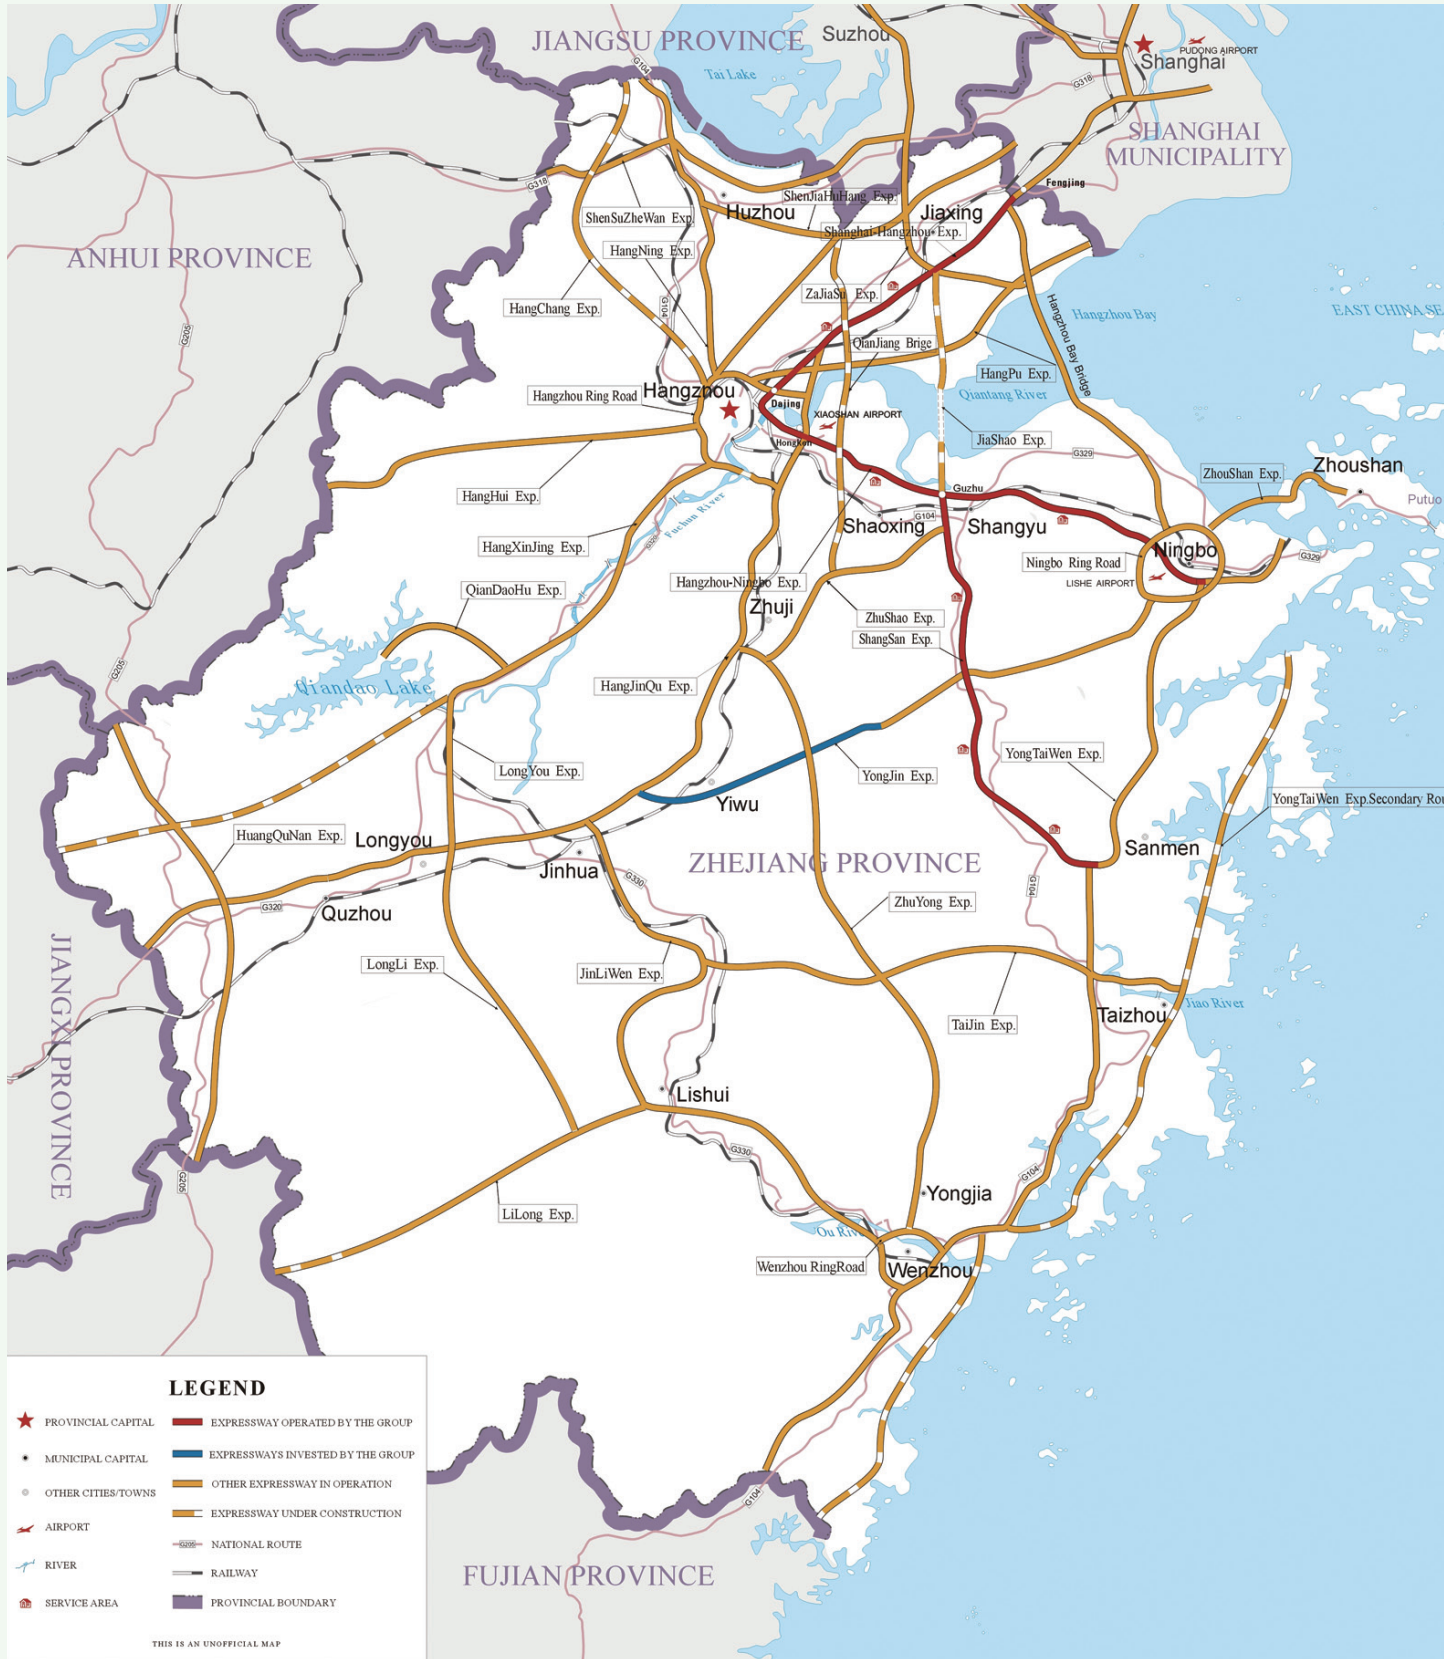 JIANGSU PROVINCE
Suzhou
PUDONG AIRPORT
Shanghai
G104
Tai Lake
G318
SHANGHAI
MUNICIPALITY
G318
Fengjing
Huzhou
ShenJiaHuHang Exp.
Jiaxing
ShenSuZheWan Exp.
Shanghai-Hangzhou Exp.
ANHUI PROVINCE
HangNing Exp.
ZaJiaSu Exp.
HangChang Exp.
G104
Hangzhou Bay
EAST CHINA SE
G205
Hangzhou Bay Bridge
QianJiang Brige
HangPu Exp.
Hangzhou Ring Road
Hangzhou
Dajing
Qiantang River
XIAOSHAN AIRPORT
HongKen
JiaShao Exp.
G329
ZhouShan Exp.
Zhoushan
HangHui Exp.
Guzhu
Putuo
Fuchun River
G104
Shaoxing
Shangyu
HangXinJing Exp.
G320
Ningbo
Ningbo Ring Road
G329
LISHE AIRPORT
Hangzhou-Ningbo Exp.
QianDaoHu Exp.
Zhuji
ZhuShao Exp.
ShangSan Exp.
G205
Qiandao Lake
HangJinQu Exp.
YongTaiWen Exp.
LongYou Exp.
YongJin Exp.
Yiwu
YongTaiWen Exp.Secondary Rou
HuangQuNan Exp.
Longyou
Sanmen
Jinhua
ZHEJIANG PROVINCE
G330
G104
G320
Quzhou
ZhuYong Exp.
JIANGXI PROVINCE
LongLi Exp.
JinLiWen Exp.
Jiao River
Taizhou
TaiJin Exp.
Lishui
G330
G104
G205
Yongjia
LiLong Exp.
Ou River
Wenzhou RingRoad
Wenzhou
G104
FUJIAN PROVINCE
LEGEND
PROVINCIAL CAPITAL
EXPRESSWAY OPERATED BY THE GROUP
MUNICIPAL CAPITAL
EXPRESSWAYS INVESTED BY THE GROUP
OTHER CITIES/TOWNS
OTHER EXPRESSWAY IN OPERATION
AIRPORT
EXPRESSWAY UNDER CONSTRUCTION
RIVER
G205
NATIONAL ROUTE
RAILWAY
SERVICE AREA
PROVINCIAL BOUNDARY
THIS IS AN UNOFFICIAL MAP